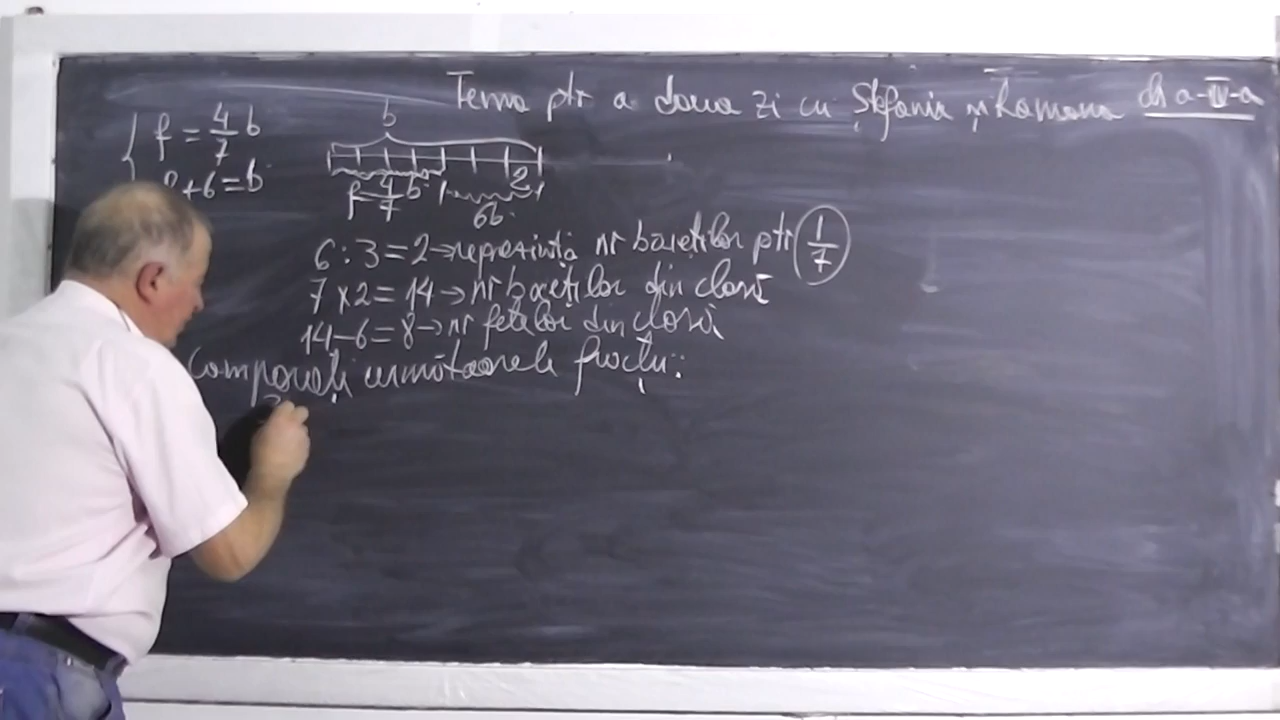 Tema ptr a doua zi cu Ștefania și Ramona cls a-IV-a
f = 4/7 b
f + 6 = b
b
2
f = 4/7 b
6b
6 : 3 = 2 → reprezintă nr băieților ptr 1/7
7 x 2 = 14 → nr băieților din clasă
14 - 6 = 8 → nr fetelor din clasă
Comparați următoarele fracții: